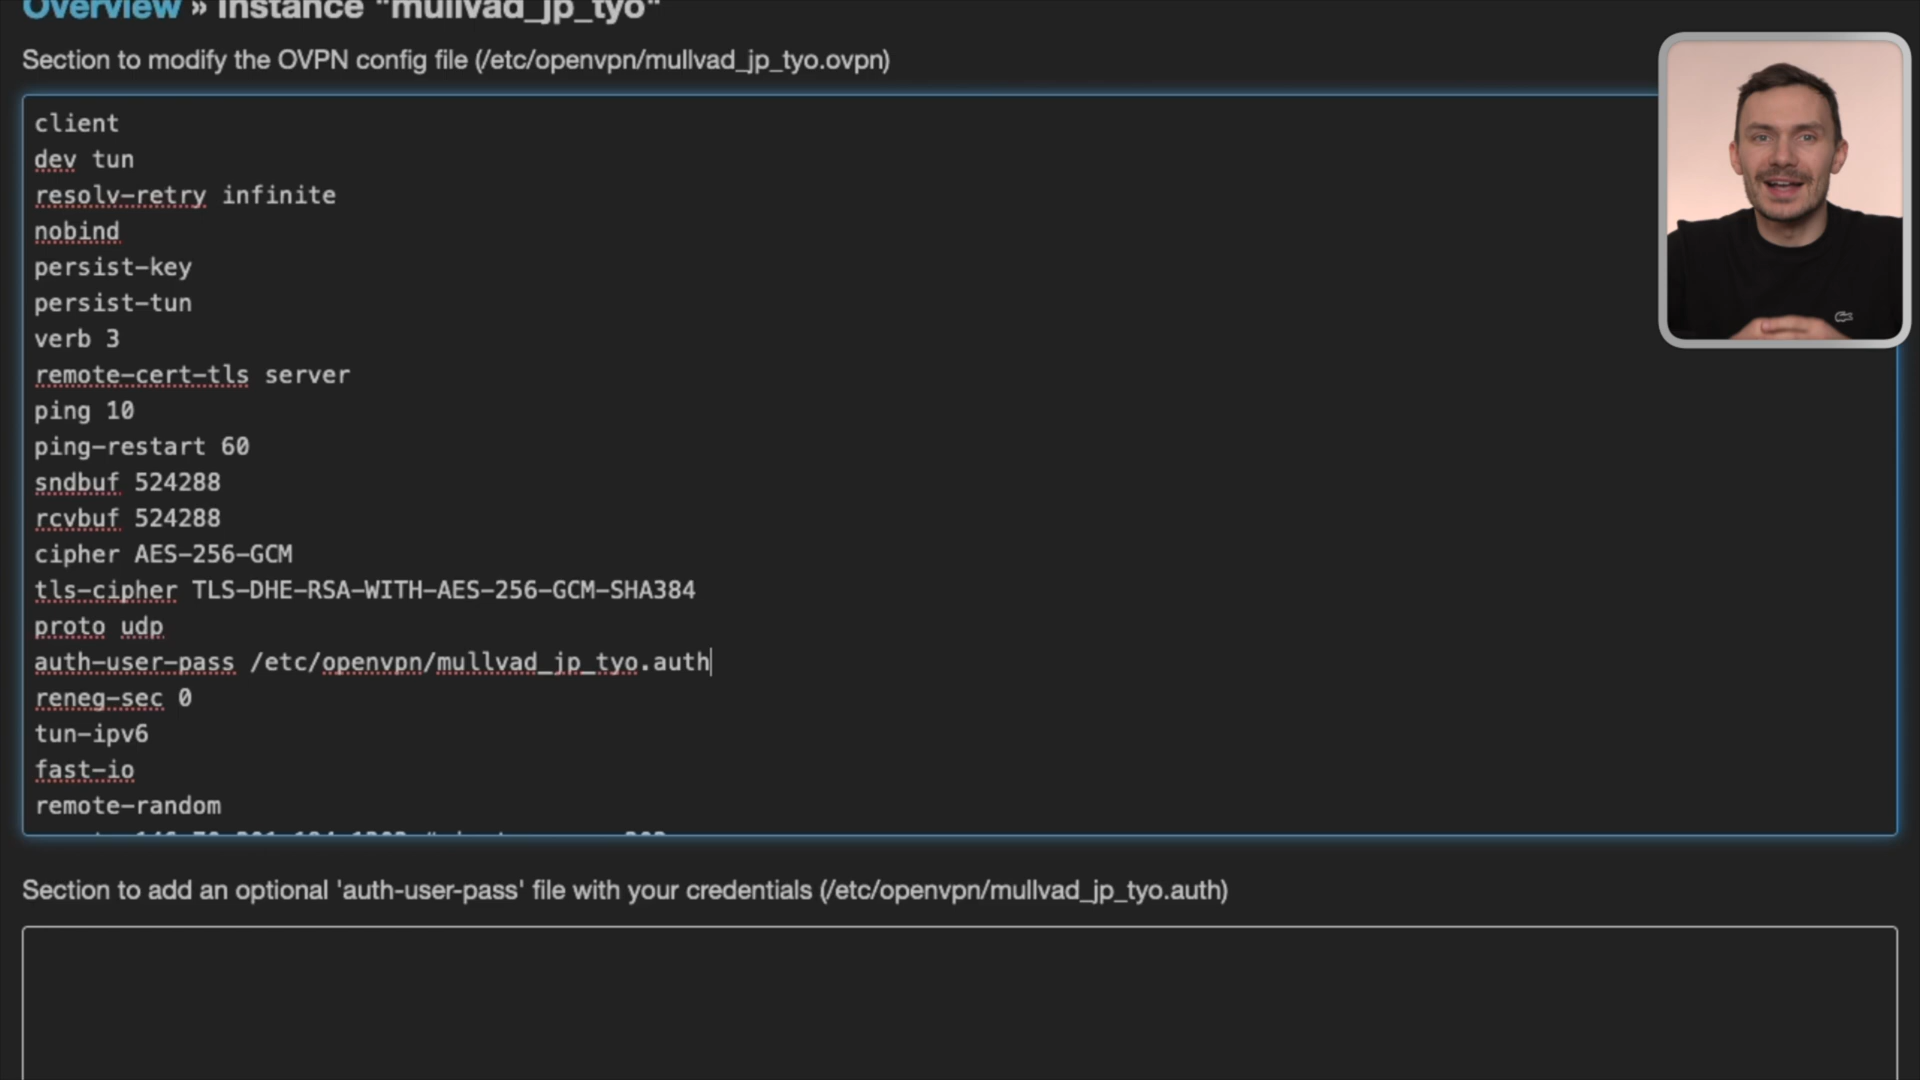 Overview » Instance "mullvad_jp_tyo"
Section to modify the OVPN config file (/etc/openvpn/mullvad_jp_tyo.ovpn)
client
dev tun
resolv-retry infinite
nobind
persist-key
persist-tun
verb 3
remote-cert-tls server
ping 10
ping-restart 60
sndbuf 524288
rcvbuf 524288
cipher AES-256-GCM
tls-cipher TLS-DHE-RSA-WITH-AES-256-GCM-SHA384
proto udp
auth-user-pass /etc/openvpn/mullvad_jp_tyo.auth
reneg-sec 0
tun-ipv6
fast-io
remote-random
Section to add an optional 'auth-user-pass' file with your credentials (/etc/openvpn/mullvad_jp_tyo.auth)